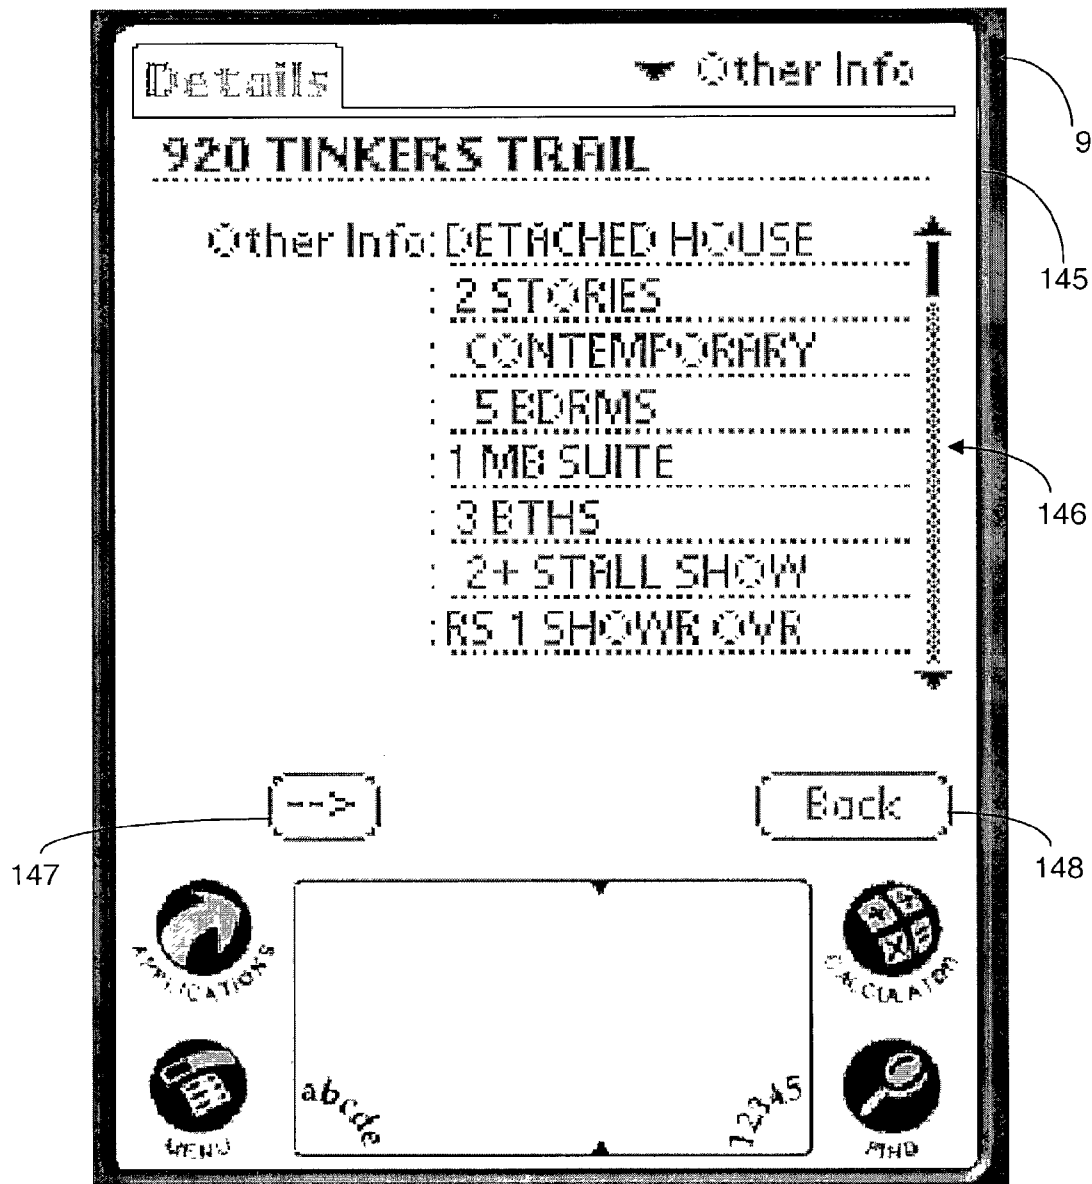 Details
Other Info
9
920 TINKERS TRAIL
145
Other Info: DETACHED HOUSE
: 2 STORIES
: CONTEMPORARY
: 5 BDRMS
: 1 MB SUITE
146
: 3 BTHS
: 2+ STALL SHOW
: RS 1 SHOWR OVR
-->
Back
147
148
APPLICATIONS
CALCULATOR
abcde
12345
MENU
FIND